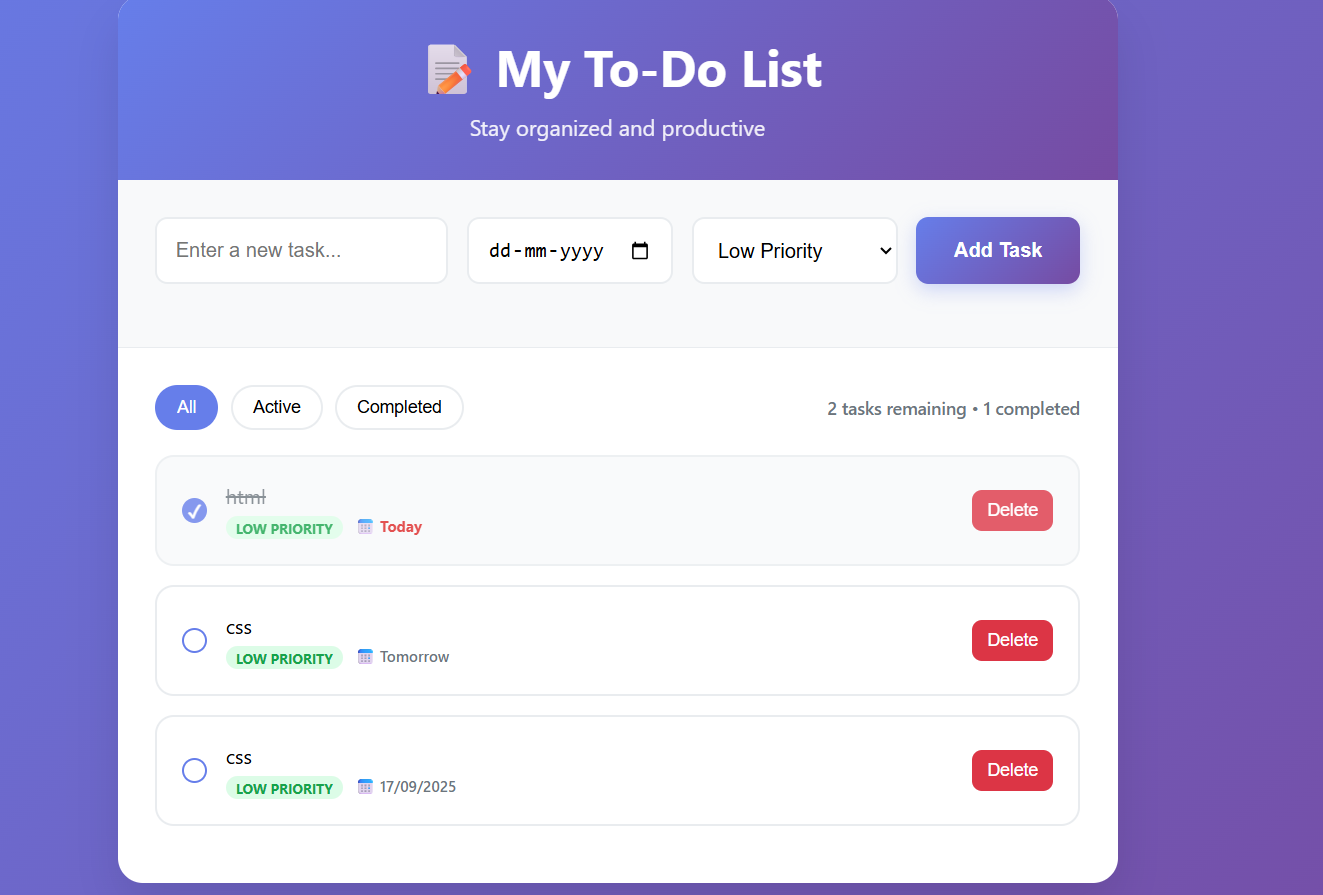 My To-Do List
Stay organized and productive
Enter a new task... dd-mm-yyyy Low Priority Add Task
All Active Completed 2 tasks remaining • 1 completed
html
LOW PRIORITY Today Delete
css
LOW PRIORITY Tomorrow Delete
css
LOW PRIORITY 17/09/2025 Delete